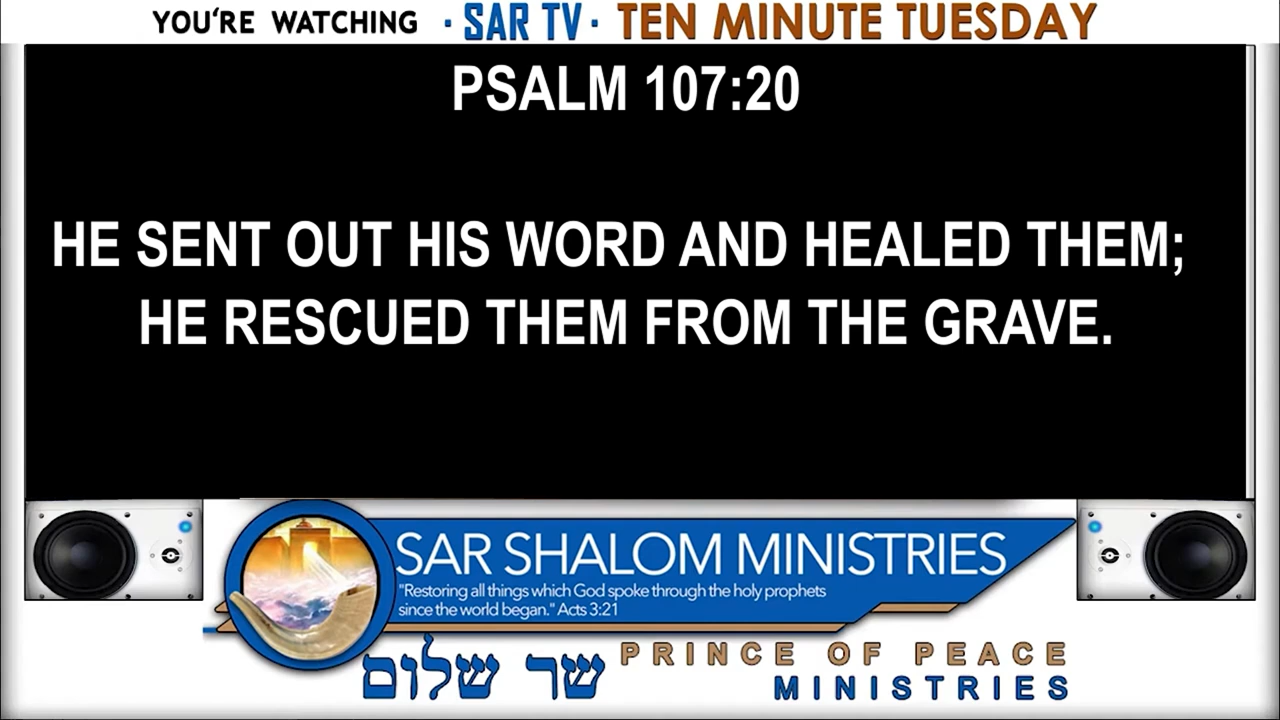 YOU'RE WATCHING · SAR TV · TEN MINUTE TUESDAY
PSALM 107:20
HE SENT OUT HIS WORD AND HEALED THEM;
HE RESCUED THEM FROM THE GRAVE.
SAR SHALOM MINISTRIES
"Restoring all things which God spoke through the holy prophets
since the world began." Acts 3:21
שר שלום
PRINCE OF PEACE
MINISTRIES